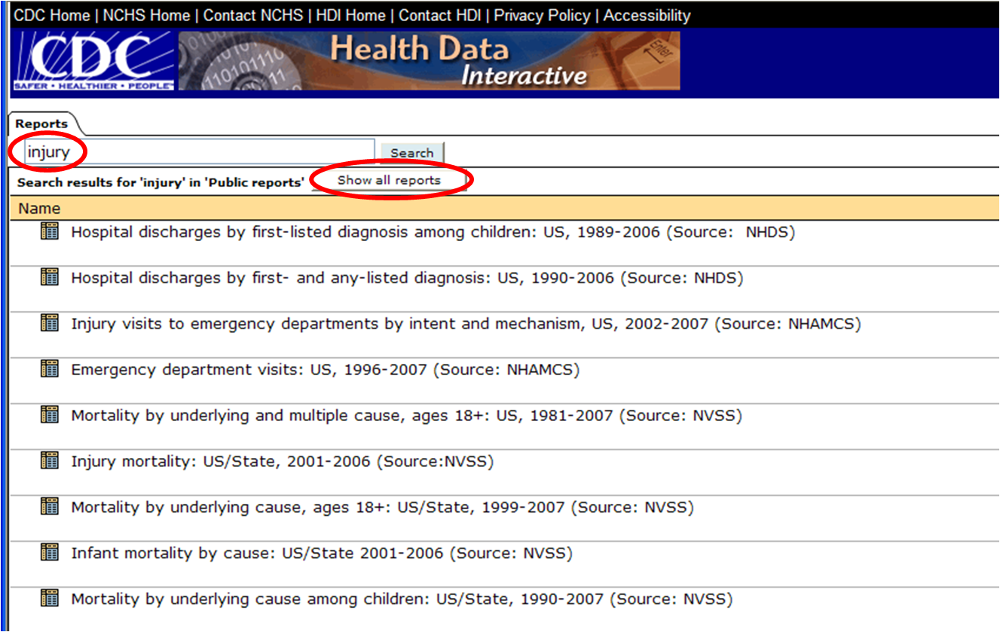 CDC Home | NCHS Home | Contact NCHS | HDI Home | Contact HDI | Privacy Policy | Accessibility
CDC
SAFER • HEALTHIER • PEOPLE™
Health Data
Interactive
Enter
Reports
injury
Search
Search results for 'injury' in 'Public reports'
Show all reports
Name
Hospital discharges by first-listed diagnosis among children: US, 1989-2006 (Source:  NHDS)
Hospital discharges by first- and any-listed diagnosis: US, 1990-2006 (Source: NHDS)
Injury visits to emergency departments by intent and mechanism, US, 2002-2007 (Source: NHAMCS)
Emergency department visits: US, 1996-2007 (Source: NHAMCS)
Mortality by underlying and multiple cause, ages 18+: US, 1981-2007 (Source: NVSS)
Injury mortality: US/State, 2001-2006 (Source:NVSS)
Mortality by underlying cause, ages 18+: US/State, 1999-2007 (Source: NVSS)
Infant mortality by cause: US/State 2001-2006 (Source: NVSS)
Mortality by underlying cause among children: US/State, 1990-2007 (Source: NVSS)